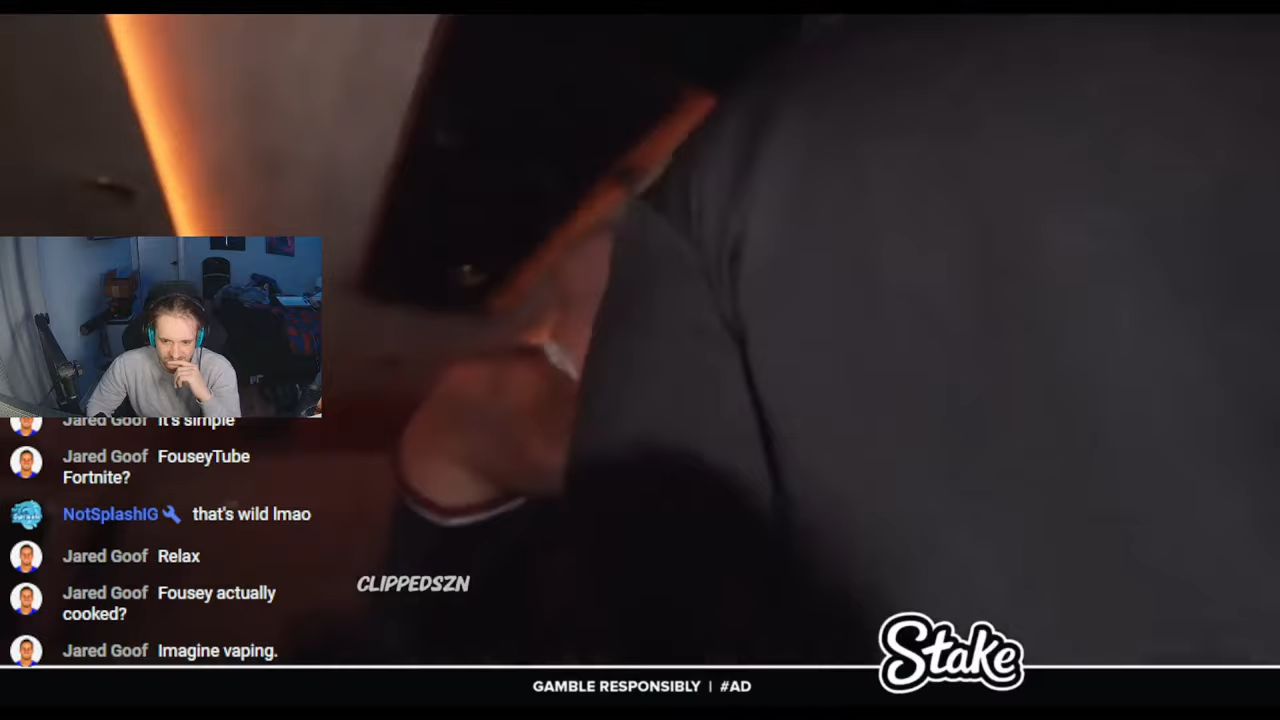 Jared Goof It's simple
Jared Goof FouseyTube
Fortnite?
NotSplashIG that's wild lmao
Jared Goof Relax
Jared Goof Fousey actually
cooked?
Jared Goof Imagine vaping.
CLIPPEDSZN
Stake
GAMBLE RESPONSIBLY | #AD